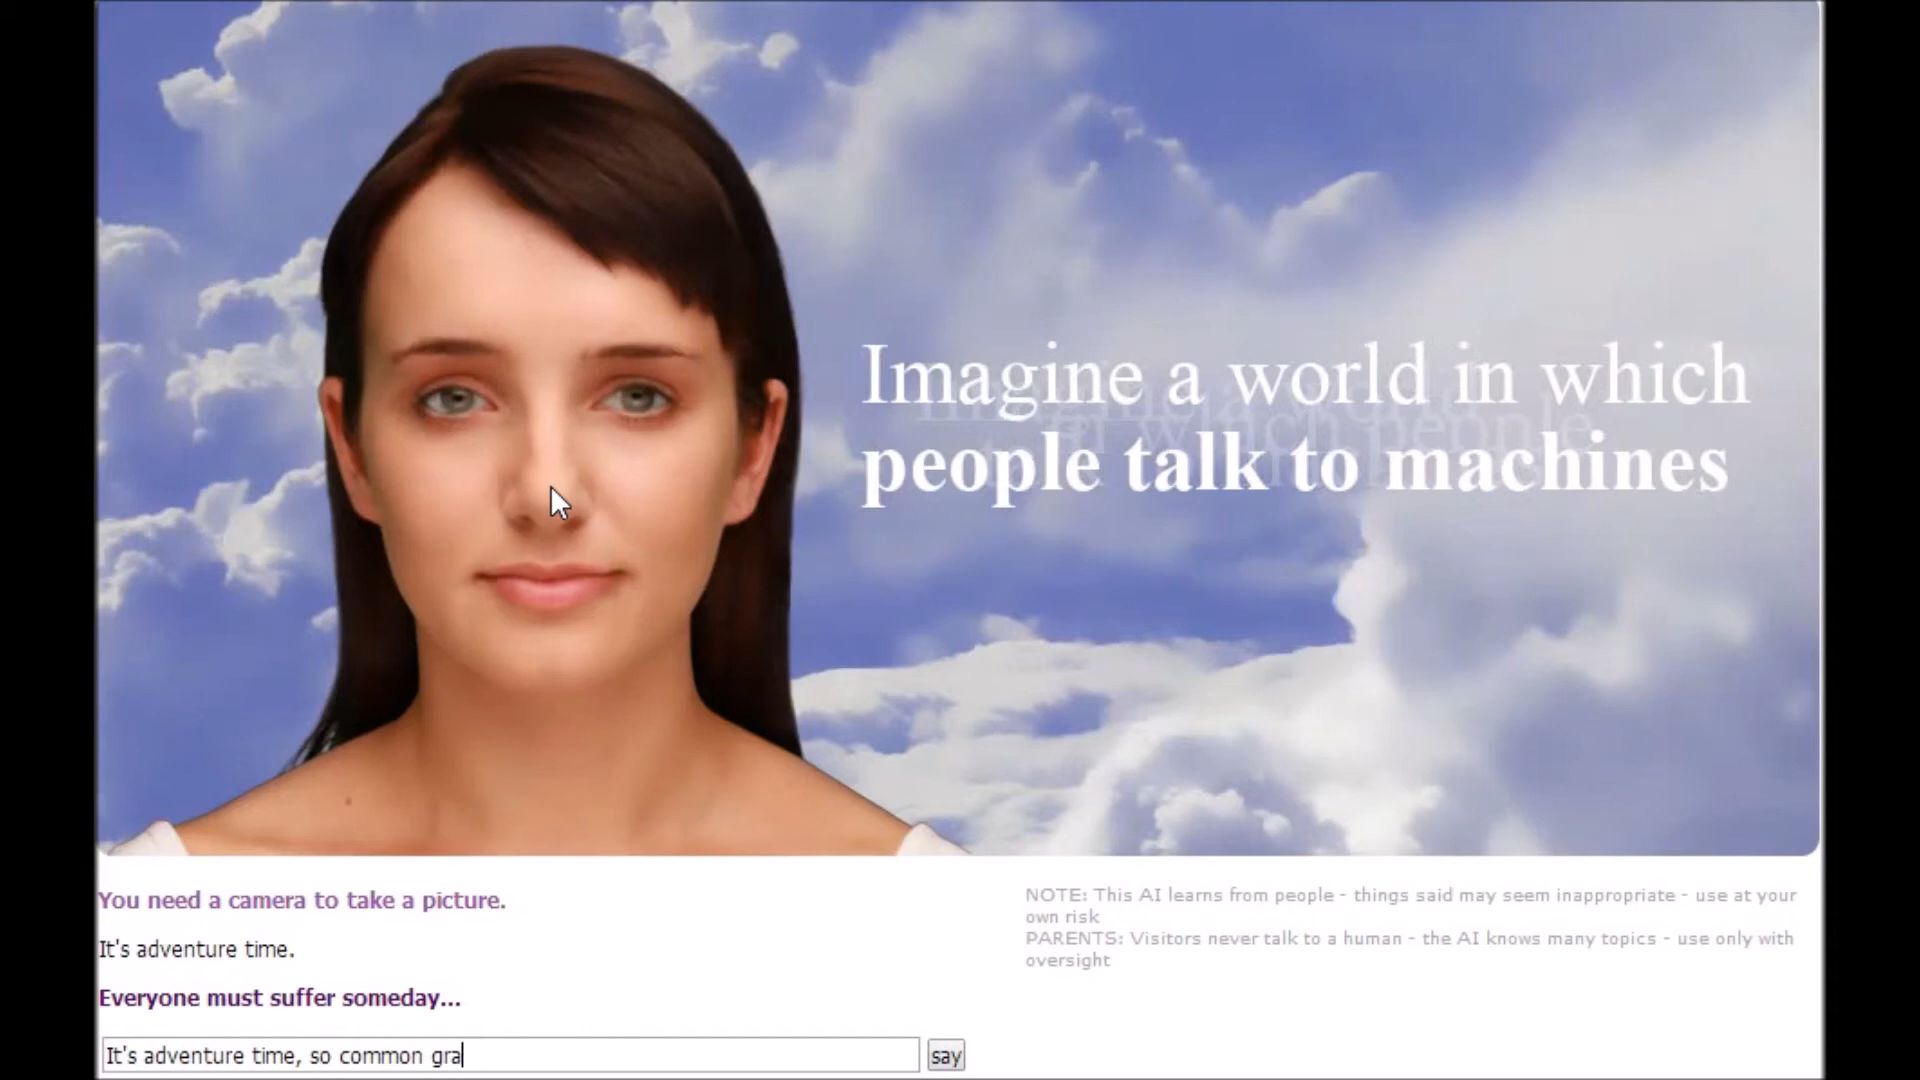 Imagine a world in which
people talk to machines
You need a camera to take a picture.
It's adventure time.
Everyone must suffer someday...
It's adventure time, so common gra
say
NOTE: This AI learns from people - things said may seem inappropriate - use at your
own risk
PARENTS: Visitors never talk to a human - the AI knows many topics - use only with
oversight